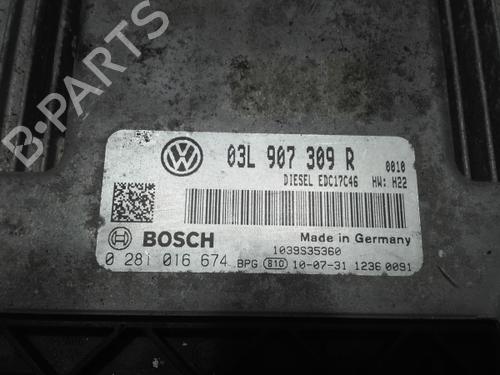 B-PARTS
03L 907 309 R 0010
DIESEL EDC17C46 HW: H22
BOSCH Made in Germany
1039S35360
0 281 016 674 BPG 810 10-07-31 1236 0091